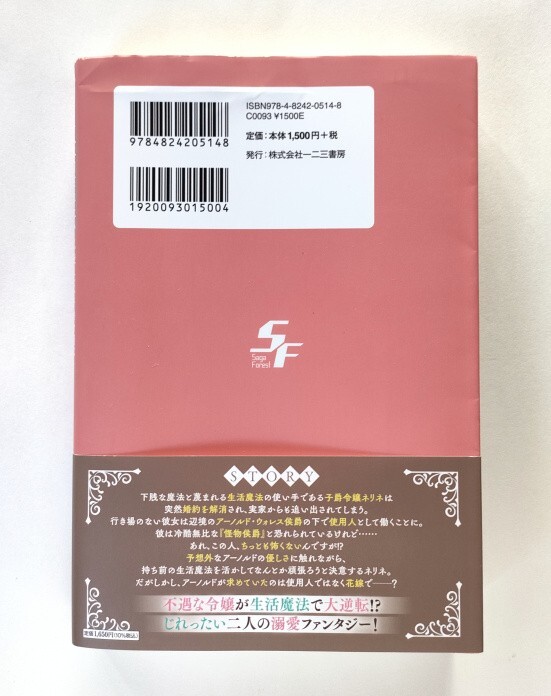 ISBN978-4-8242-0514-8
C0093 ¥1500E
定価：本体1,500円+税
発行：株式会社一二三書房
9784824205148
1920093015004
SF
Saga
Forest
STORY
下賎な魔法と蔑まれる生活魔法の使い手である子爵令嬢ネリネは
突然婚約を解消され、実家からも追い出されてしまう。
行き場のない彼女は辺境のアーノルド・ウォレス侯爵の下で使用人として働くことに。
彼は冷酷無比な『怪物侯爵』と恐れられているけれど……
あれ、この人、ちっとも怖くないんですが!?
予想外なアーノルドの優しさに触れながら、
持ち前の生活魔法を活かしてなんとか頑張ろうと決意するネリネ。
だがしかし、アーノルドが求めていたのは使用人ではなく花嫁で――？
不遇な令嬢が生活魔法で大逆転!?
じれったい二人の溺愛ファンタジー！
定価1,650円(10%税込)